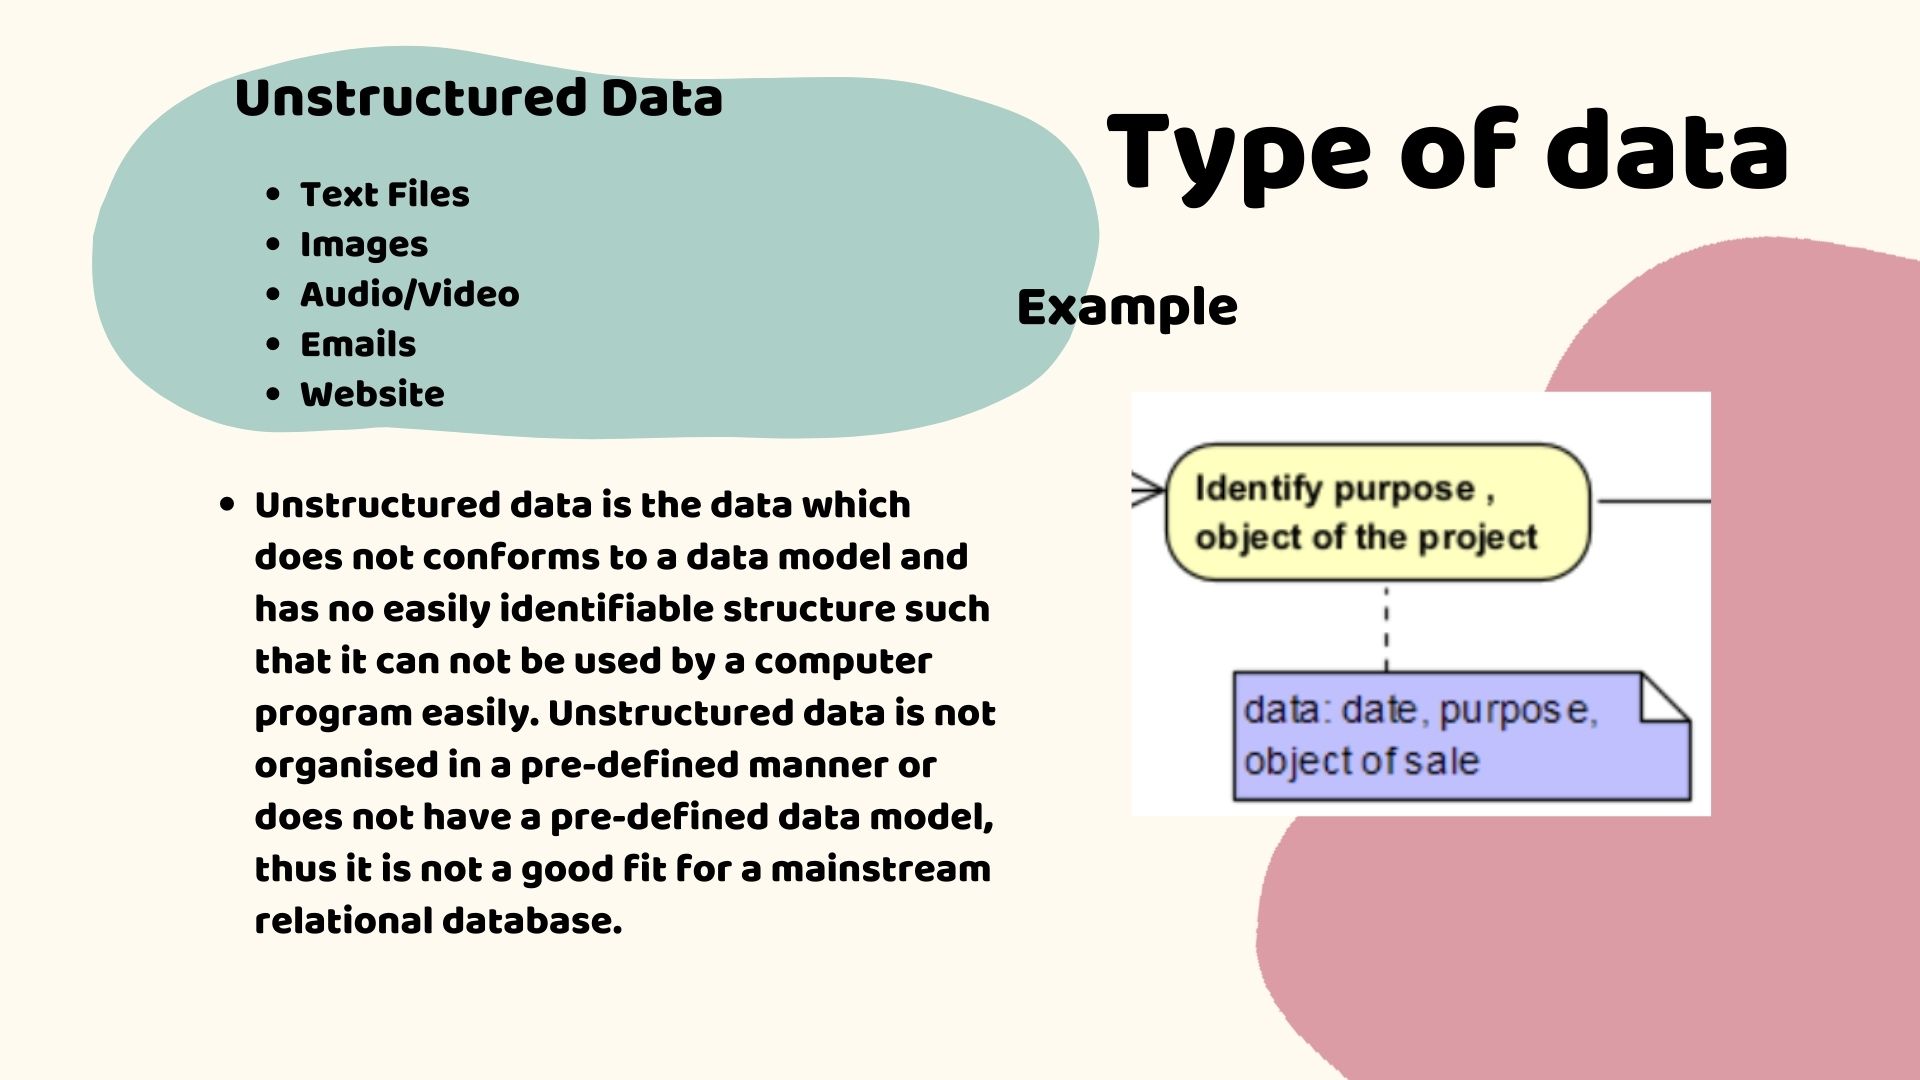 Unstructured Data
• Text Files
• Images
• Audio/Video
• Emails
• Website
• Unstructured data is the data which
does not conforms to a data model and
has no easily identifiable structure such
that it can not be used by a computer
program easily. Unstructured data is not
organised in a pre-defined manner or
does not have a pre-defined data model,
thus it is not a good fit for a mainstream
relational database.
Type of data
Example
Identify purpose ,
object of the project
data: date, purpose,
object of sale